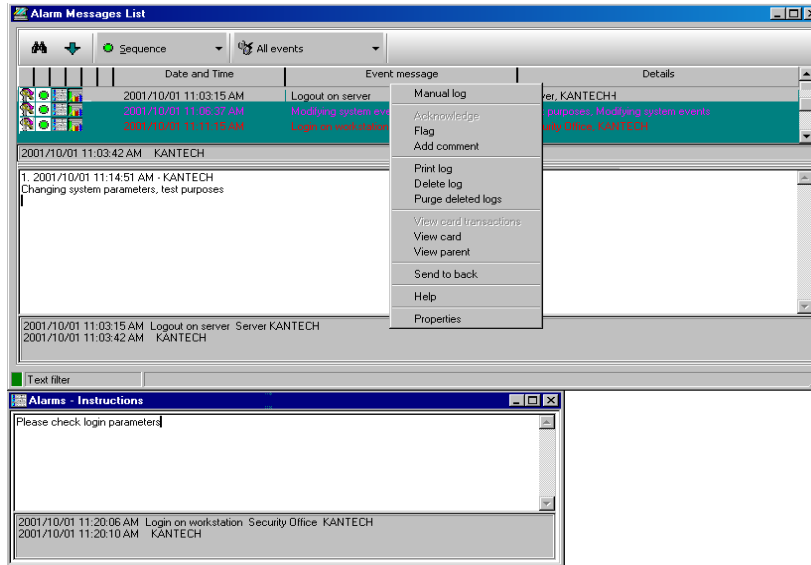 Alarm Messages List
Sequence All events
Date and Time Event message Details
2001/10/01 11:03:15 AM Logout on server ver, KANTECH
2001/10/01 11:06:37 AM Modifying system eve purposes, Modifying system events
2001/10/01 11:11:15 AM Login on workstation urity Office, KANTECH
Manual log
Acknowledge
Flag
Add comment
Print log
Delete log
Purge deleted logs
View card transactions
View card
View parent
Send to back
Help
Properties
2001/10/01 11:03:42 AM KANTECH
1. 2001/10/01 11:14:51 AM - KANTECH
Changing system parameters, test purposes
2001/10/01 11:03:15 AM Logout on server Server KANTECH
2001/10/01 11:03:42 AM KANTECH
Text filter
Alarms - Instructions
Please check login parameters
2001/10/01 11:20:06 AM Login on workstation Security Office KANTECH
2001/10/01 11:20:10 AM KANTECH